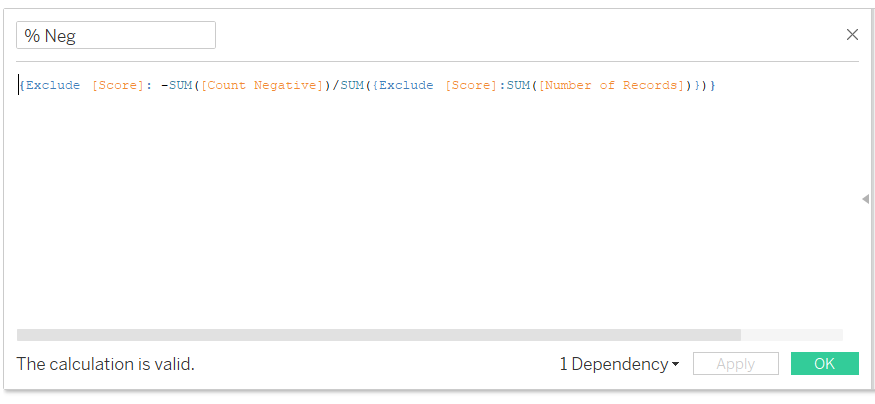 % Neg
{Exclude [Score]: -SUM([Count Negative])/SUM({Exclude [Score]:SUM([Number of Records])})}
The calculation is valid.
1 Dependency
Apply
OK